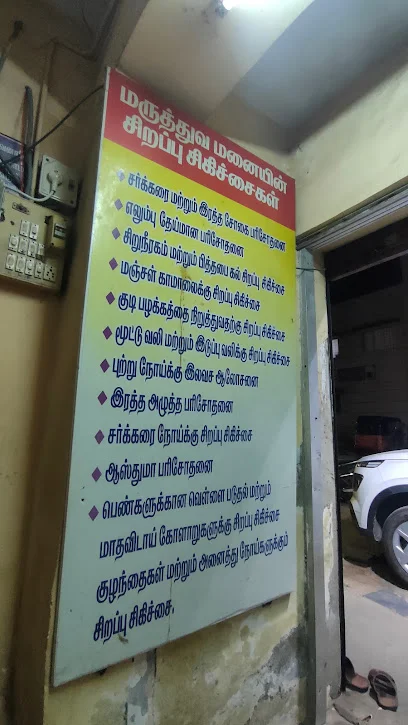 மருத்துவ மனையின்
சிறப்பு சிகிச்சைகள்
சர்க்கரை மற்றும் இரத்த சோகை பரிசோதனை
எலும்பு தேய்மான பரிசோதனை
சிறுநீரகம் மற்றும் பித்தபை கல் சிறப்பு சிகிச்சை
மஞ்சள் காமாலைக்கு சிறப்பு சிகிச்சை
குடி பழக்கத்தை நிறுத்துவதற்கு சிறப்பு சிகிச்சை
மூட்டு வலி மற்றும் இடுப்பு வலிக்கு சிறப்பு சிகிச்சை
புற்று நோய்க்கு இலவச ஆலோசனை
இரத்த அழுத்த பரிசோதனை
சர்க்கரை நோய்க்கு சிறப்பு சிகிச்சை
ஆஸ்துமா பரிசோதனை
பெண்களுக்கான வெள்ளை படுதல் மற்றும்
மாதவிடாய் கோளாறுகளுக்கு சிறப்பு சிகிச்சை
குழந்தைகள் மற்றும் அனைத்து நோய்களுக்கும்
சிறப்பு சிகிச்சை.